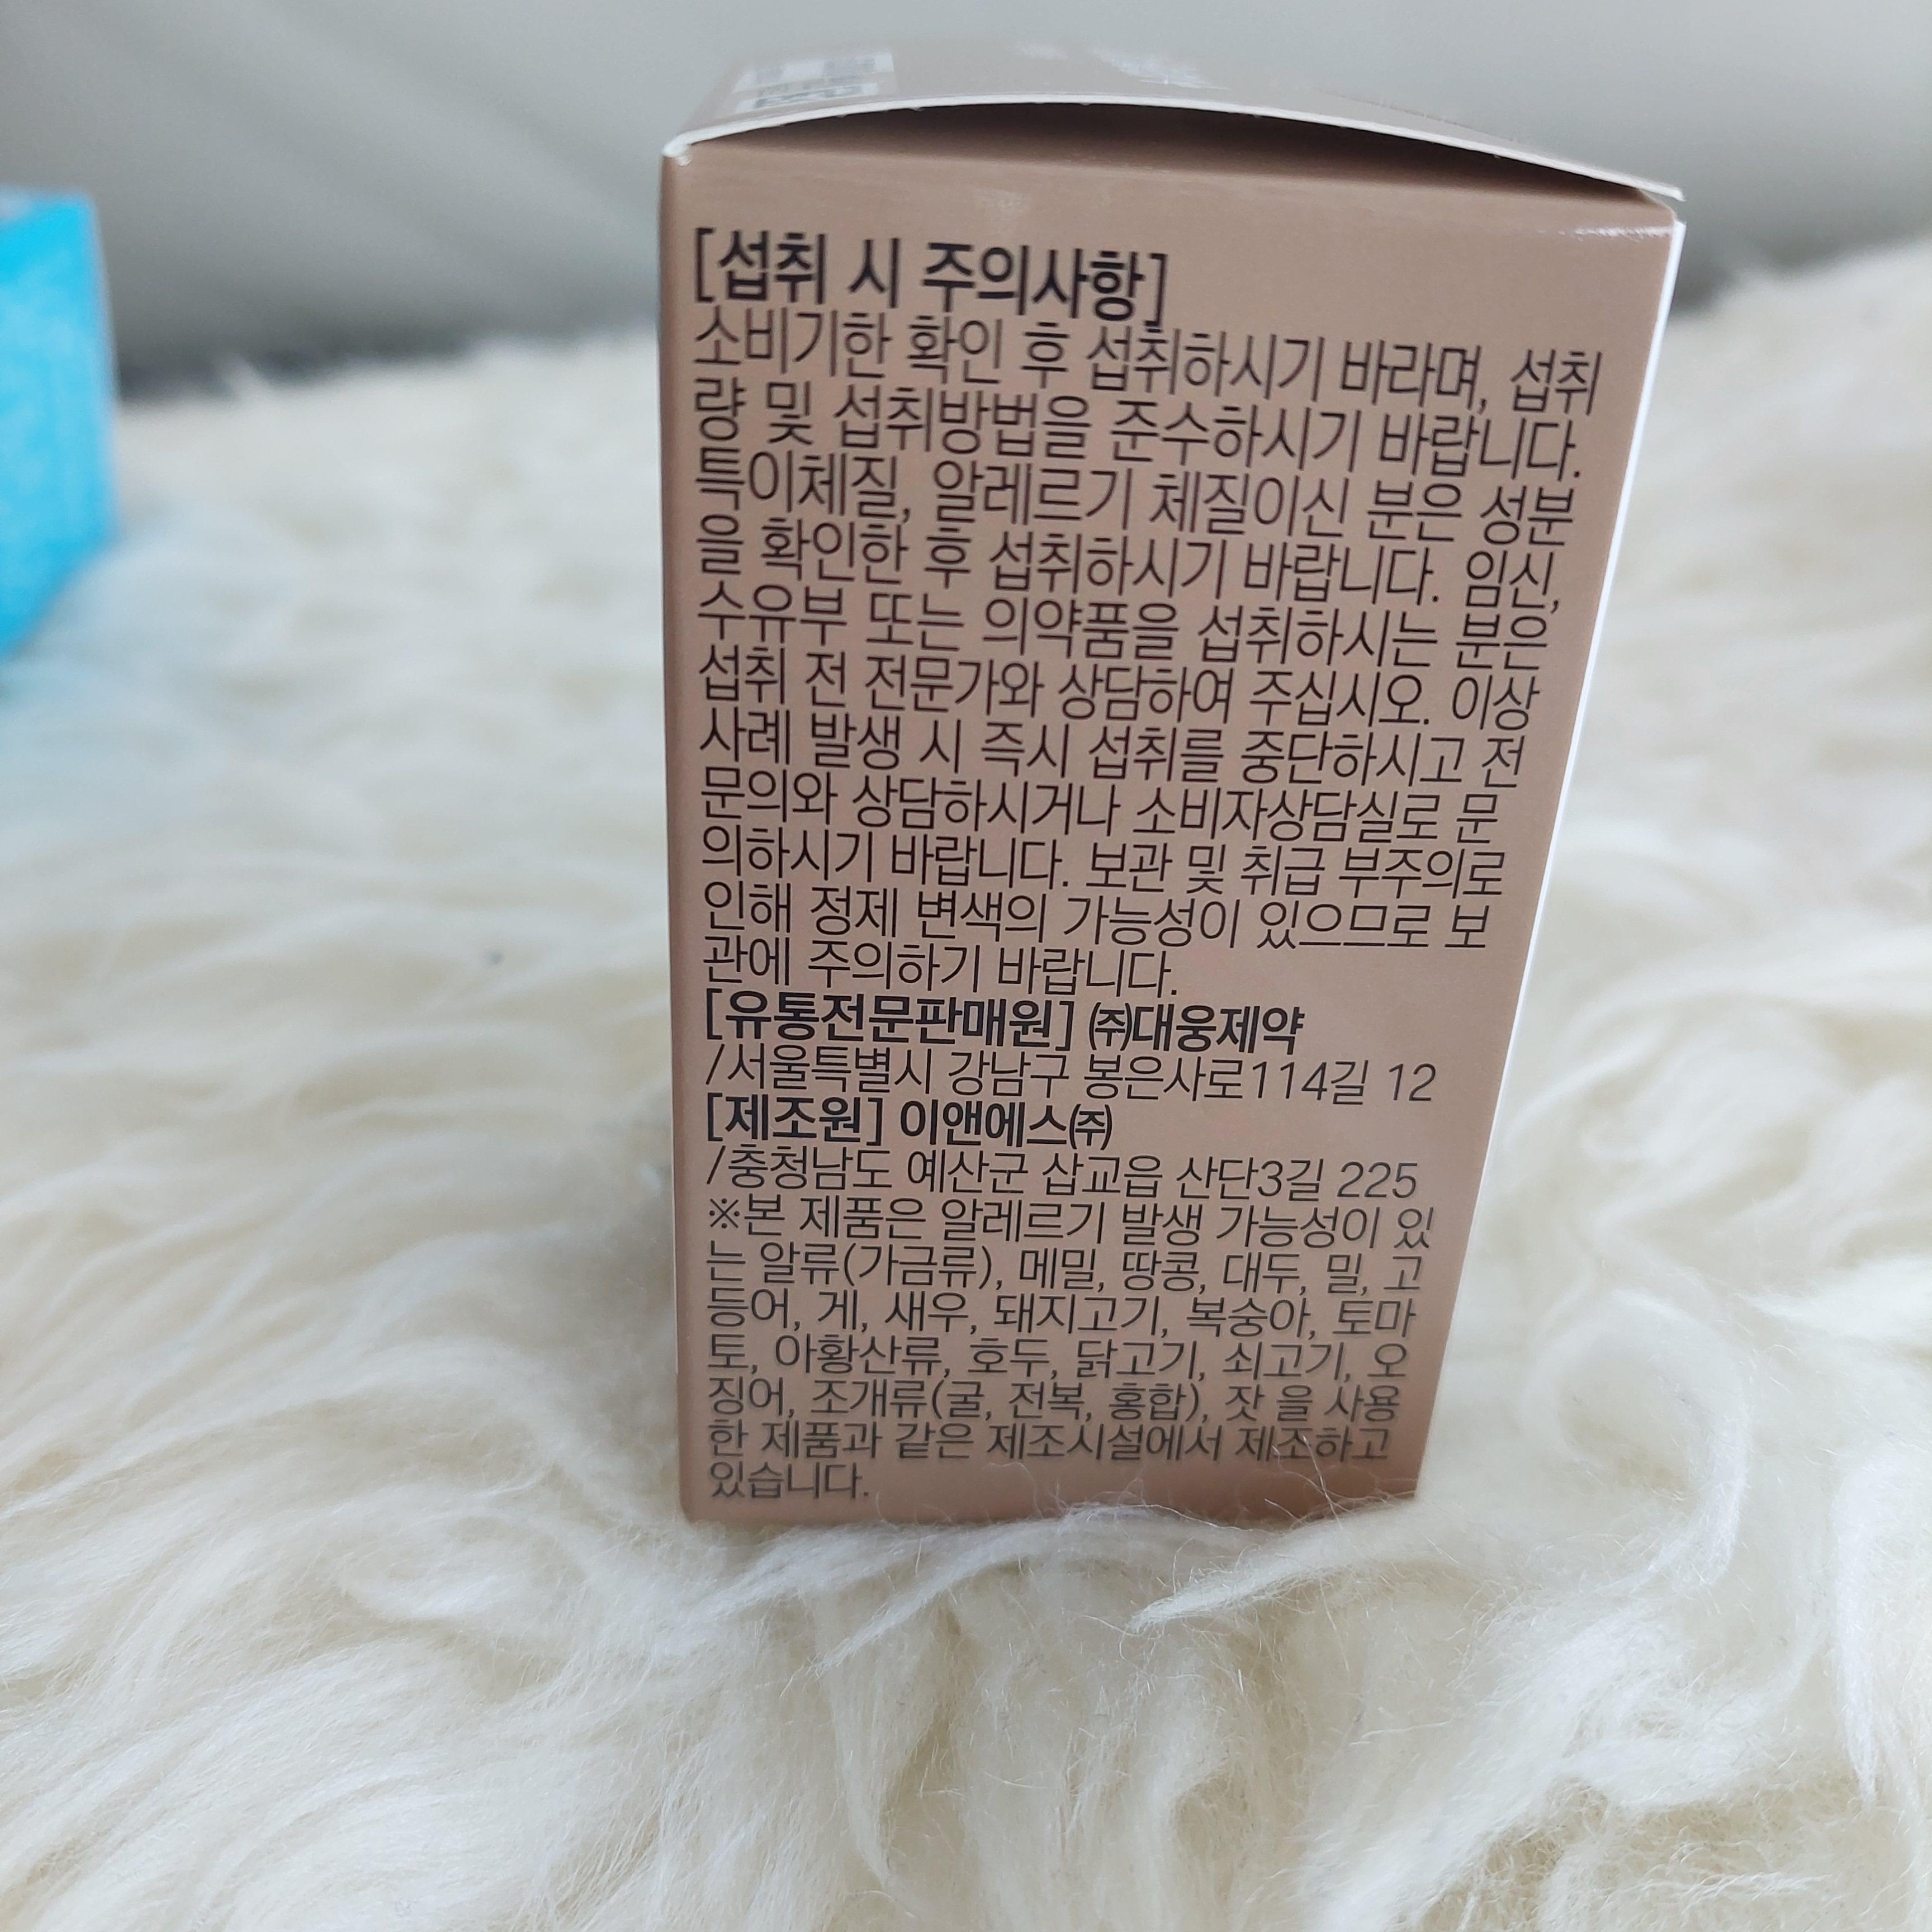 [섭취 시 주의사항]
소비기한 확인 후 섭취하시기 바라며, 섭취
량 및 섭취방법을 준수하시기 바랍니다.
특이체질, 알레르기 체질이신 분은 성분
을 확인한 후 섭취하시기 바랍니다. 임신,
수유부 또는 의약품을 섭취하시는 분은
섭취 전 전문가와 상담하여 주십시오. 이상
사례 발생 시 즉시 섭취를 중단하시고 전
문의와 상담하시거나 소비자상담실로 문
의하시기 바랍니다. 보관 및 취급 부주의로
인해 정제 변색의 가능성이 있으므로 보
관에 주의하기 바랍니다.
[유통전문판매원] ㈜대웅제약
/서울특별시 강남구 봉은사로114길 12
[제조원] 이앤에스㈜
/충청남도 예산군 삽교읍 산단3길 225
※본 제품은 알레르기 발생 가능성이 있
는 알류(가금류), 메밀, 땅콩, 대두, 밀, 고
등어, 게, 새우, 돼지고기, 복숭아, 토마
토, 아황산류, 호두, 닭고기, 쇠고기, 오
징어, 조개류(굴, 전복, 홍합), 잣 을 사용
한 제품과 같은 제조시설에서 제조하고
있습니다.